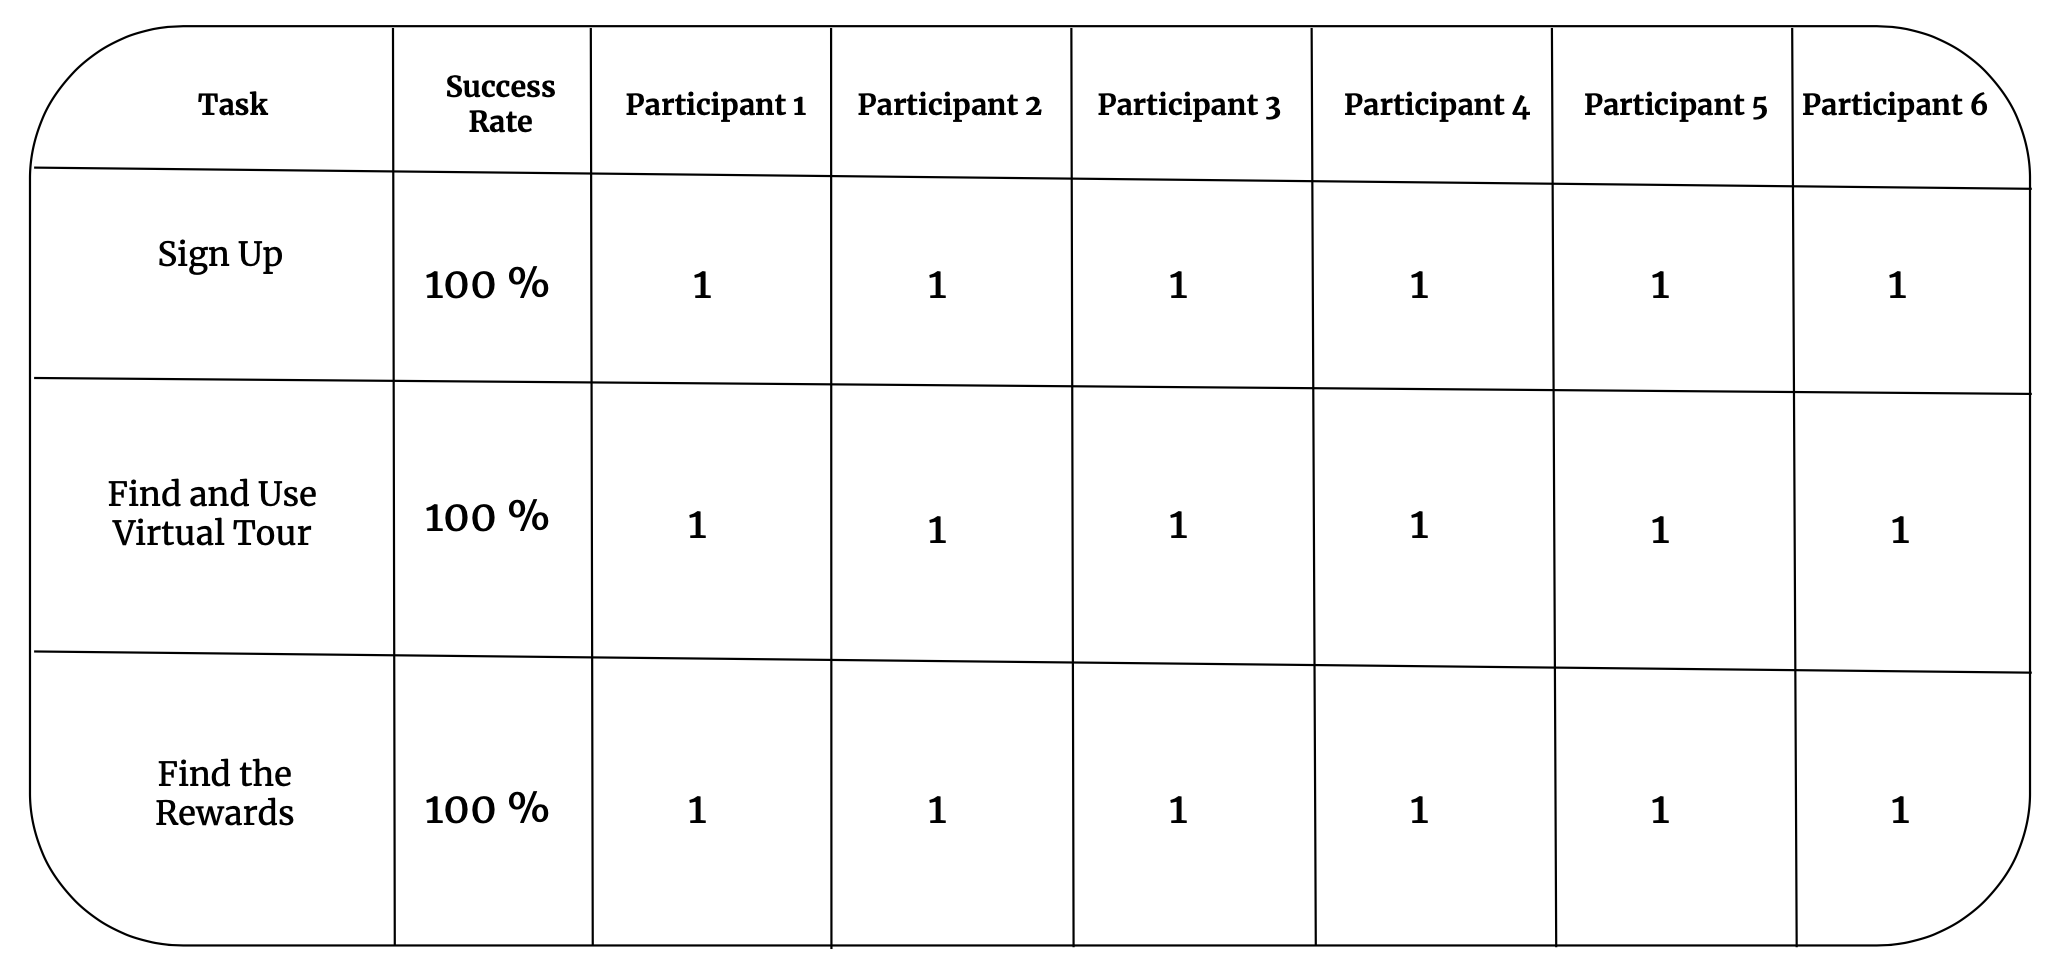 Task
Success
Rate
Participant 1
Participant 2
Participant 3
Participant 4
Participant 5
Participant 6
Sign Up
100 %
1
1
1
1
1
1
Find and Use
Virtual Tour
100 %
1
1
1
1
1
1
Find the
Rewards
100 %
1
1
1
1
1
1